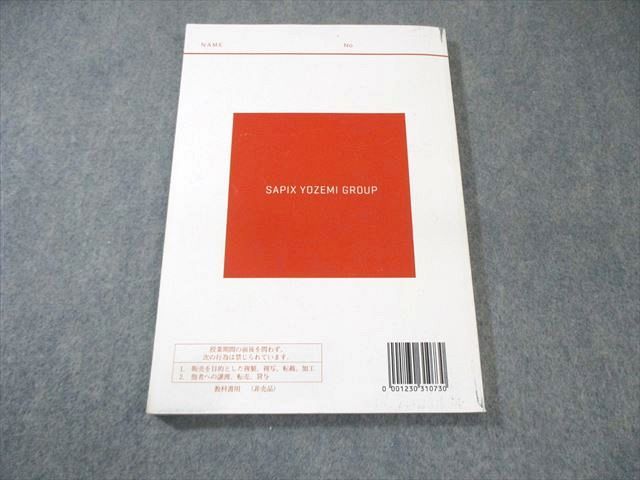 NAME No
SAPIX YOZEMI GROUP
授業期間の前後を問わず、
次の行為は禁じられています。
1. 販売を目的とした複製、複写、転載、加工
2. 他者への譲渡、転売、貸与
教科書用 (非売品)
0 001230 310730